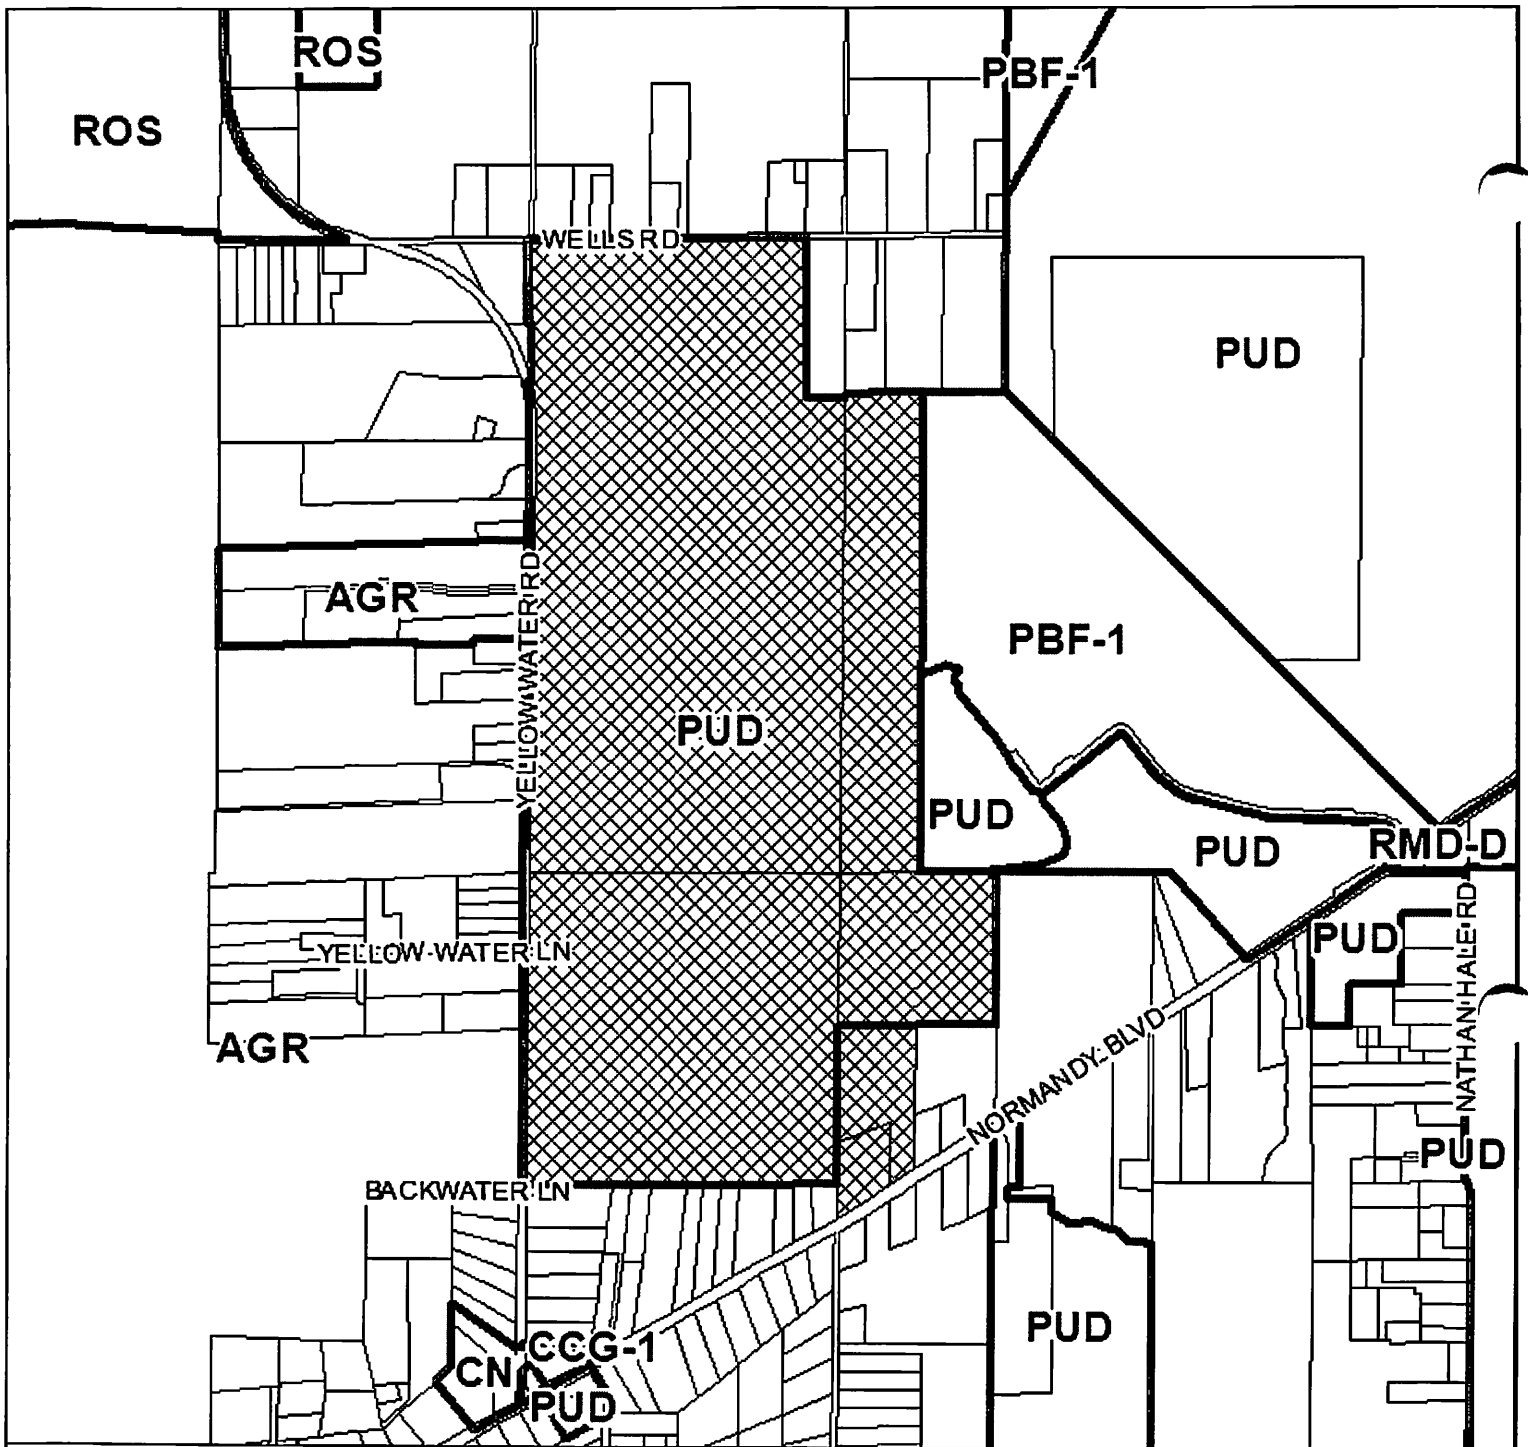 ROS
PBF-1
ROS
WELLS RD
PUD
AGR
YELLOW WATER RD
PBF-1
PUD
PUD
PUD
RMD-D
PUD
NATHAN HALE RD
YELLOW WATER LN
AGR
NORMANDY BLVD
PUD
BACKWATER LN
PUD
CCG-1
CN
PUD